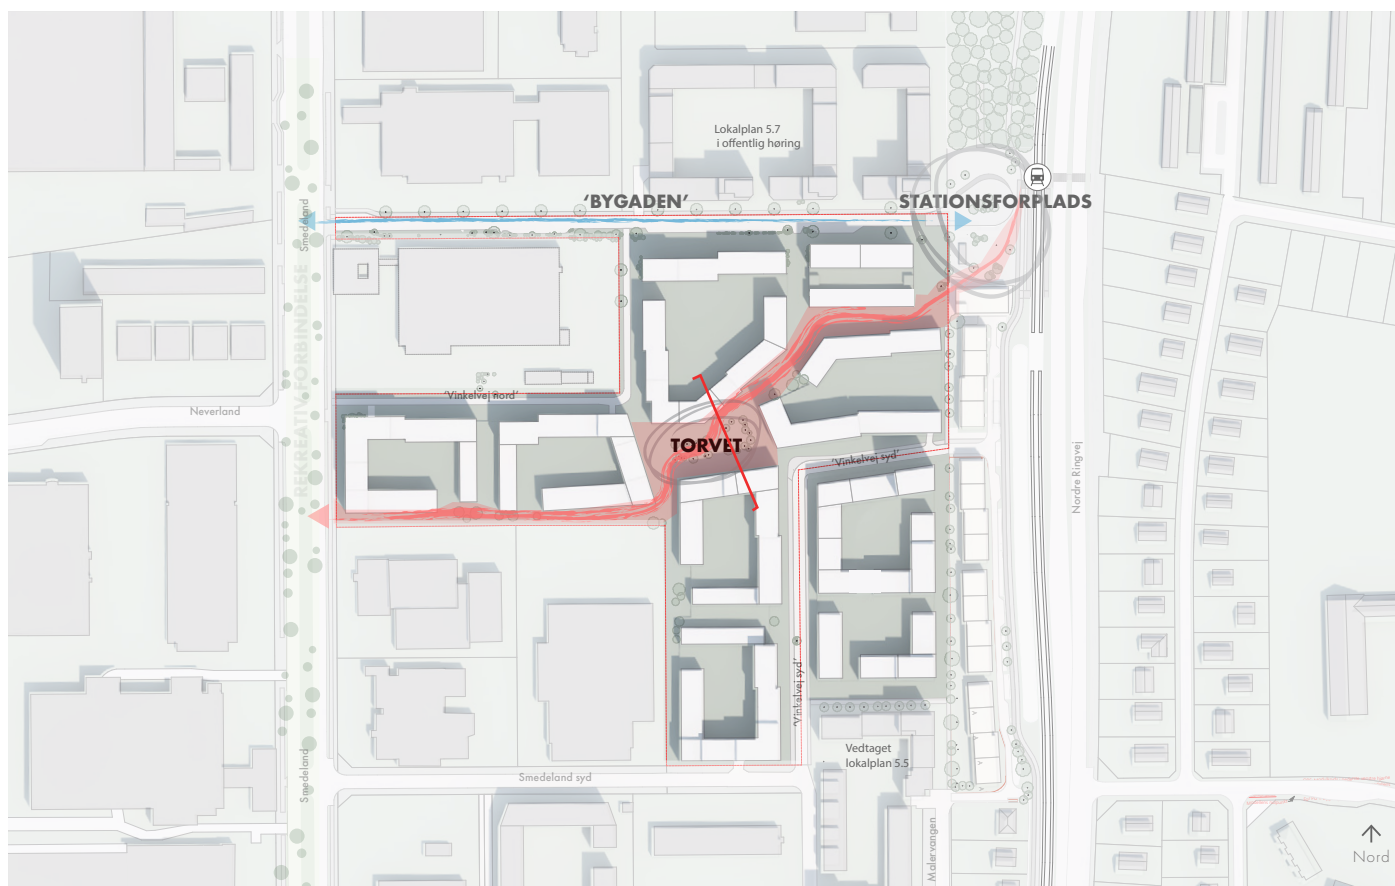 Lokalplan 5.7
i offentlig høring
'BYGADEN'
STATIONSFORPLADS
Smedeland
REKREATIV FORBINDELSE
'Vinkelvej nord'
Neverland
TORVET
'Vinkelvej syd'
Nordre Ringvej
'Vinkelvej syd'
Vedtaget
lokalplan 5.5
Smedeland
Smedeland syd
Malervangen
Nord